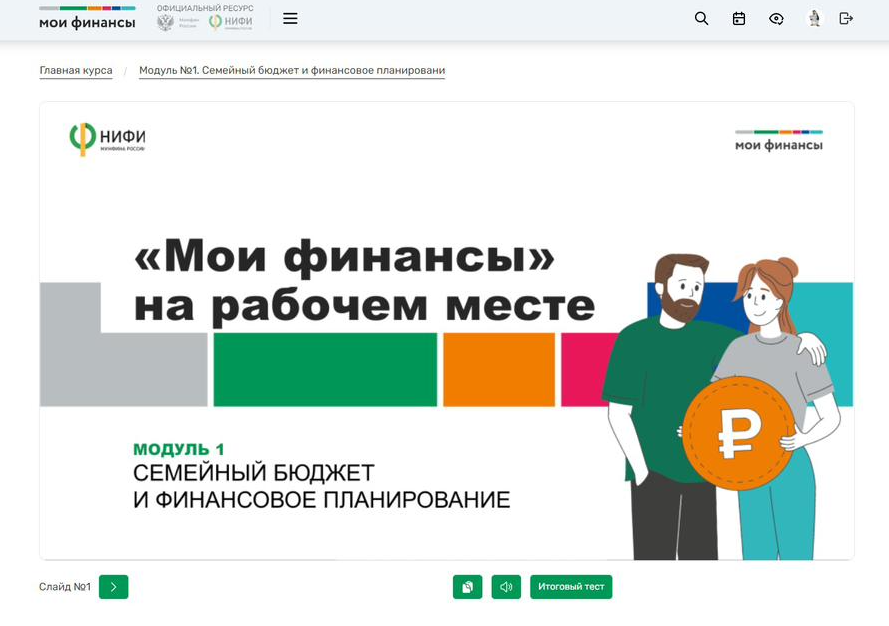 мои финансы
ОФИЦИАЛЬНЫЙ РЕСУРС
Минфин России
НИФИ
Главная курса / Модуль №1. Семейный бюджет и финансовое планировани
НИФИ
МИНФИНА РОССИИ
мои финансы
«Мои финансы»
на рабочем месте
МОДУЛЬ 1
СЕМЕЙНЫЙ БЮДЖЕТ
И ФИНАНСОВОЕ ПЛАНИРОВАНИЕ
₽
Слайд №1
Итоговый тест